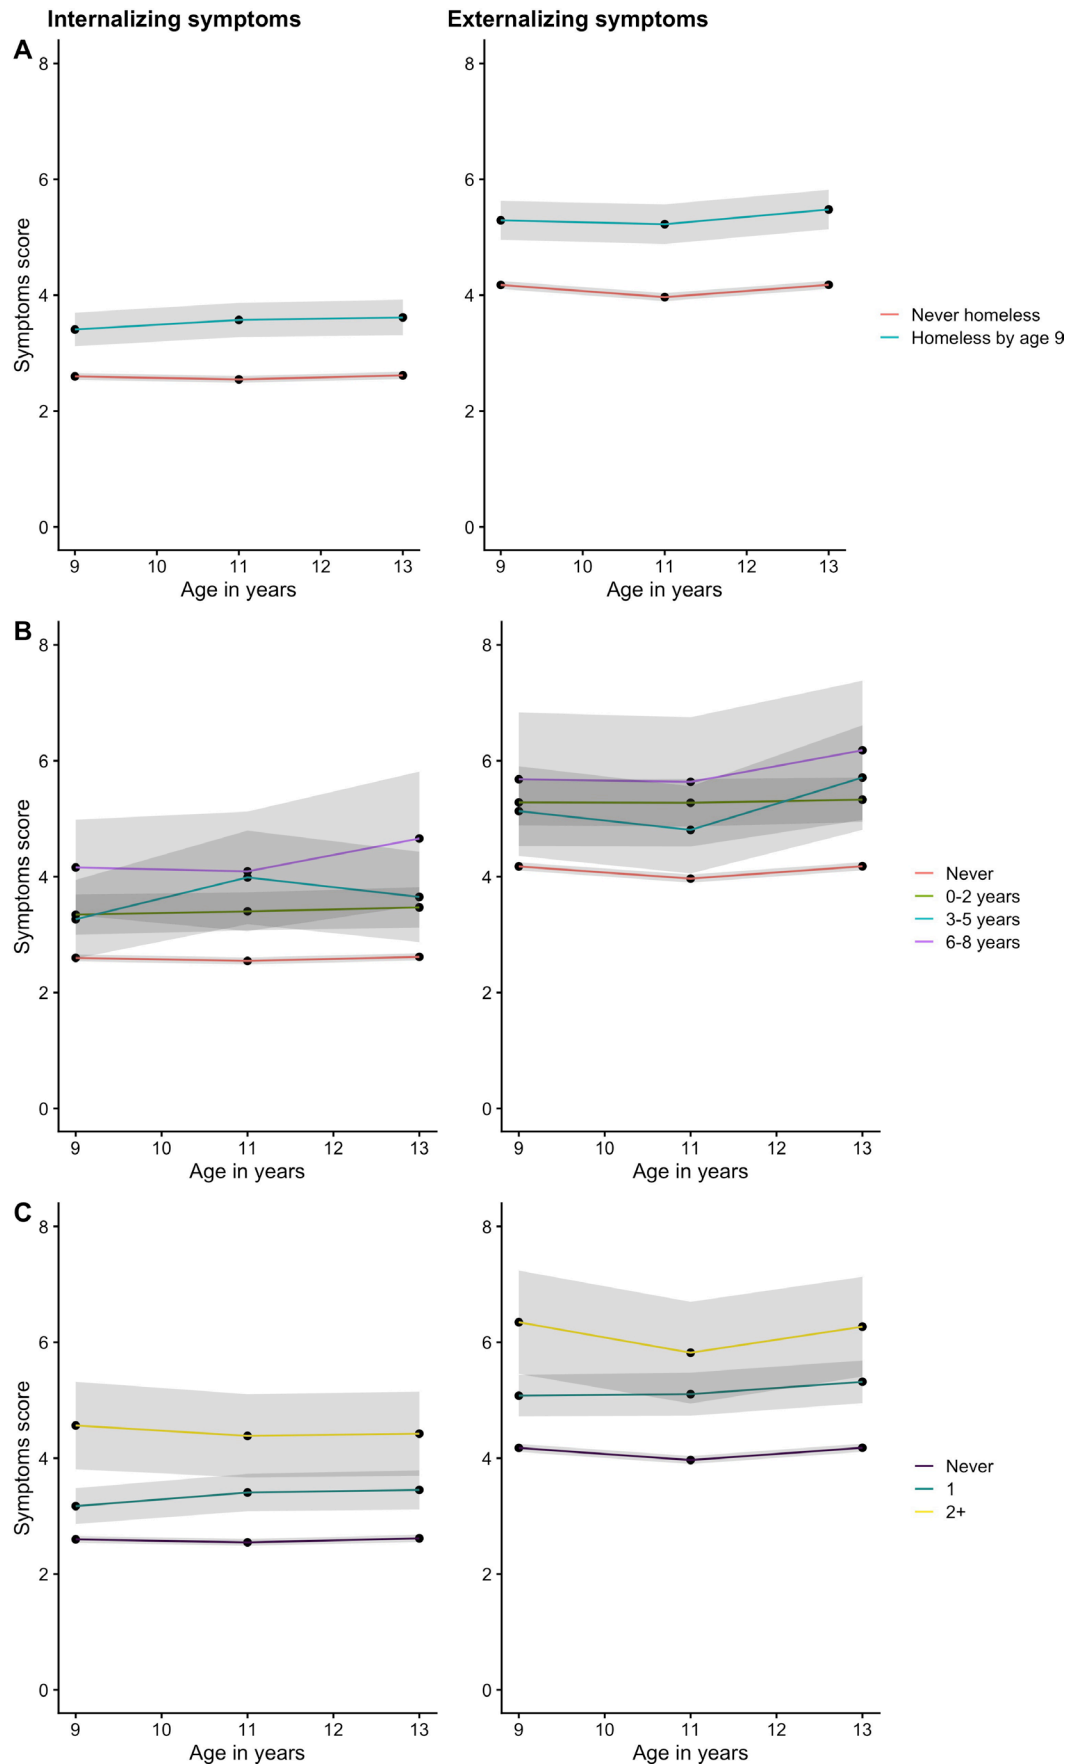 Internalizing symptoms
Externalizing symptoms
A
8
6
4
2
0
Symptoms score
9 10 11 12 13
Age in years
8
6
4
2
0
9 10 11 12 13
Age in years
Never homeless
Homeless by age 9
B
8
6
4
2
0
Symptoms score
9 10 11 12 13
Age in years
8
6
4
2
0
9 10 11 12 13
Age in years
Never
0-2 years
3-5 years
6-8 years
C
8
6
4
2
0
Symptoms score
9 10 11 12 13
Age in years
8
6
4
2
0
9 10 11 12 13
Age in years
Never
1
2+